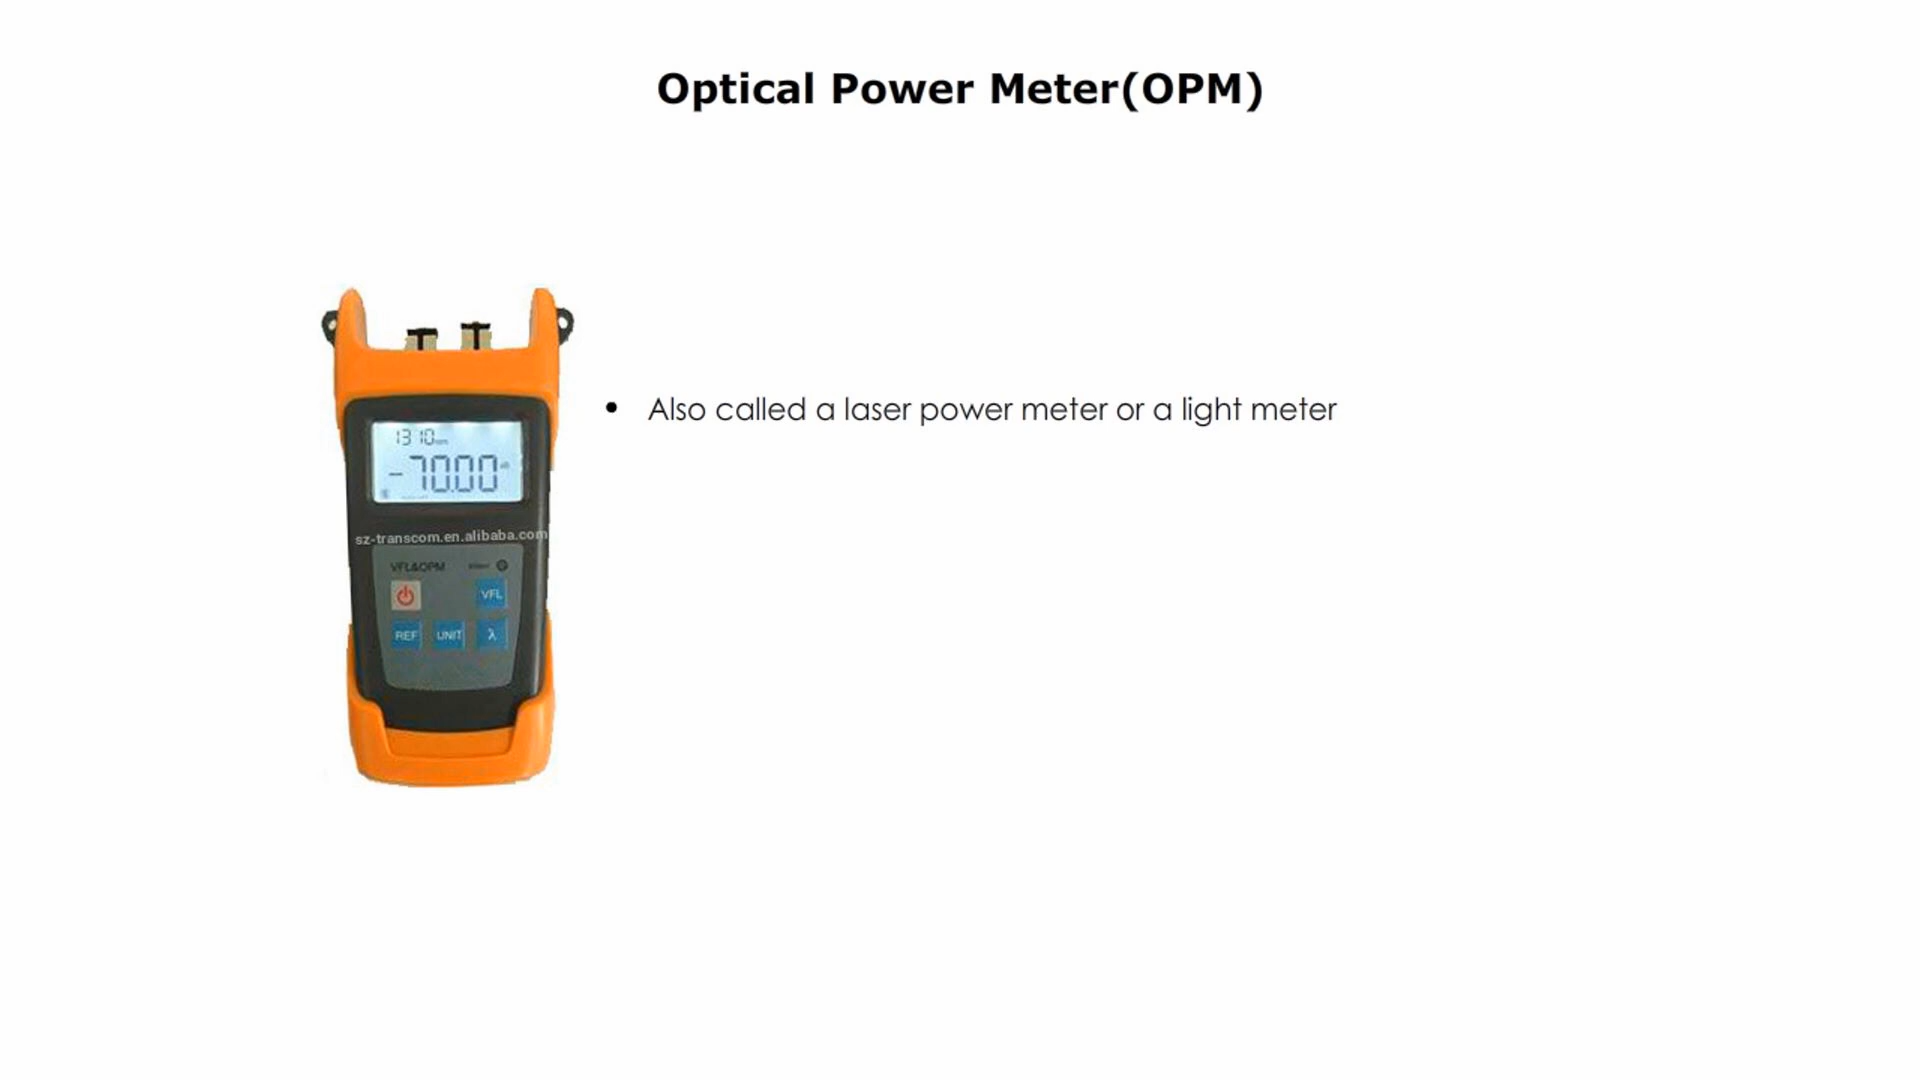 Optical Power Meter(OPM)
• Also called a laser power meter or a light meter
1310nm
-70.00
sz-transcom.en.alibaba.com
VFL&OPM
VFL
REF UNIT λ